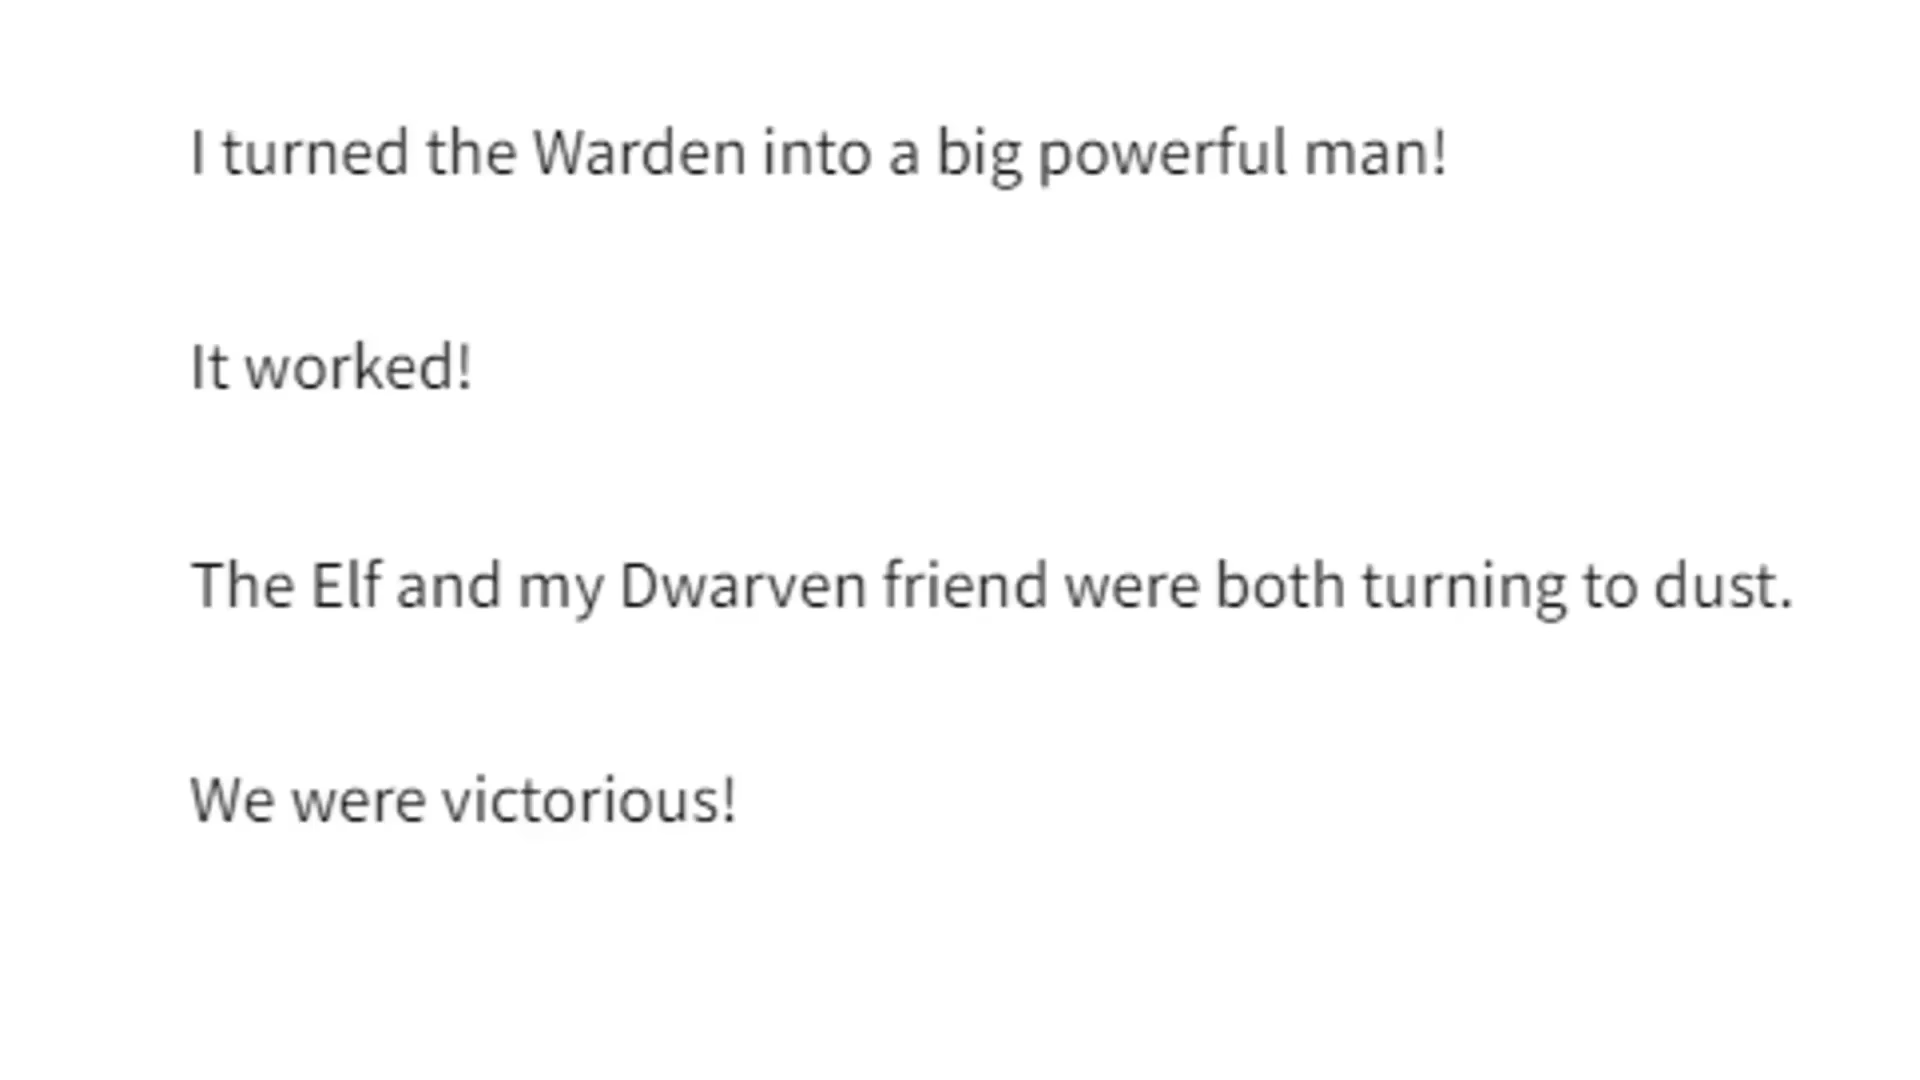 I turned the Warden into a big powerful man!
It worked!
The Elf and my Dwarven friend were both turning to dust.
We were victorious!